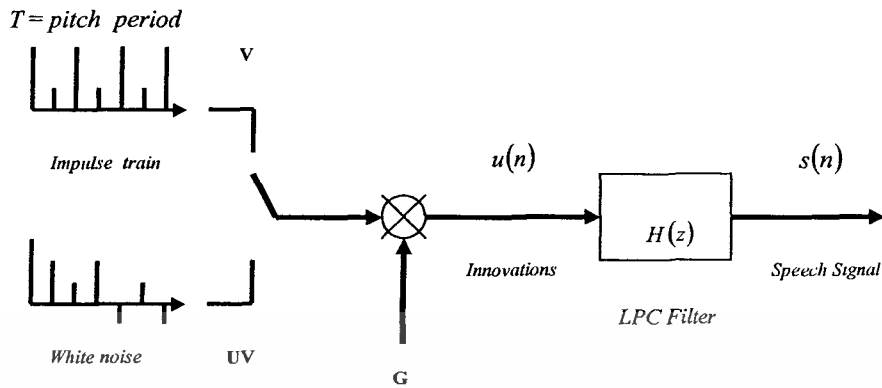 T = pitch period
V
Impulse train
u(n)
s(n)
H(z)
Innovations
Speech Signal
LPC Filter
White noise
UV
G